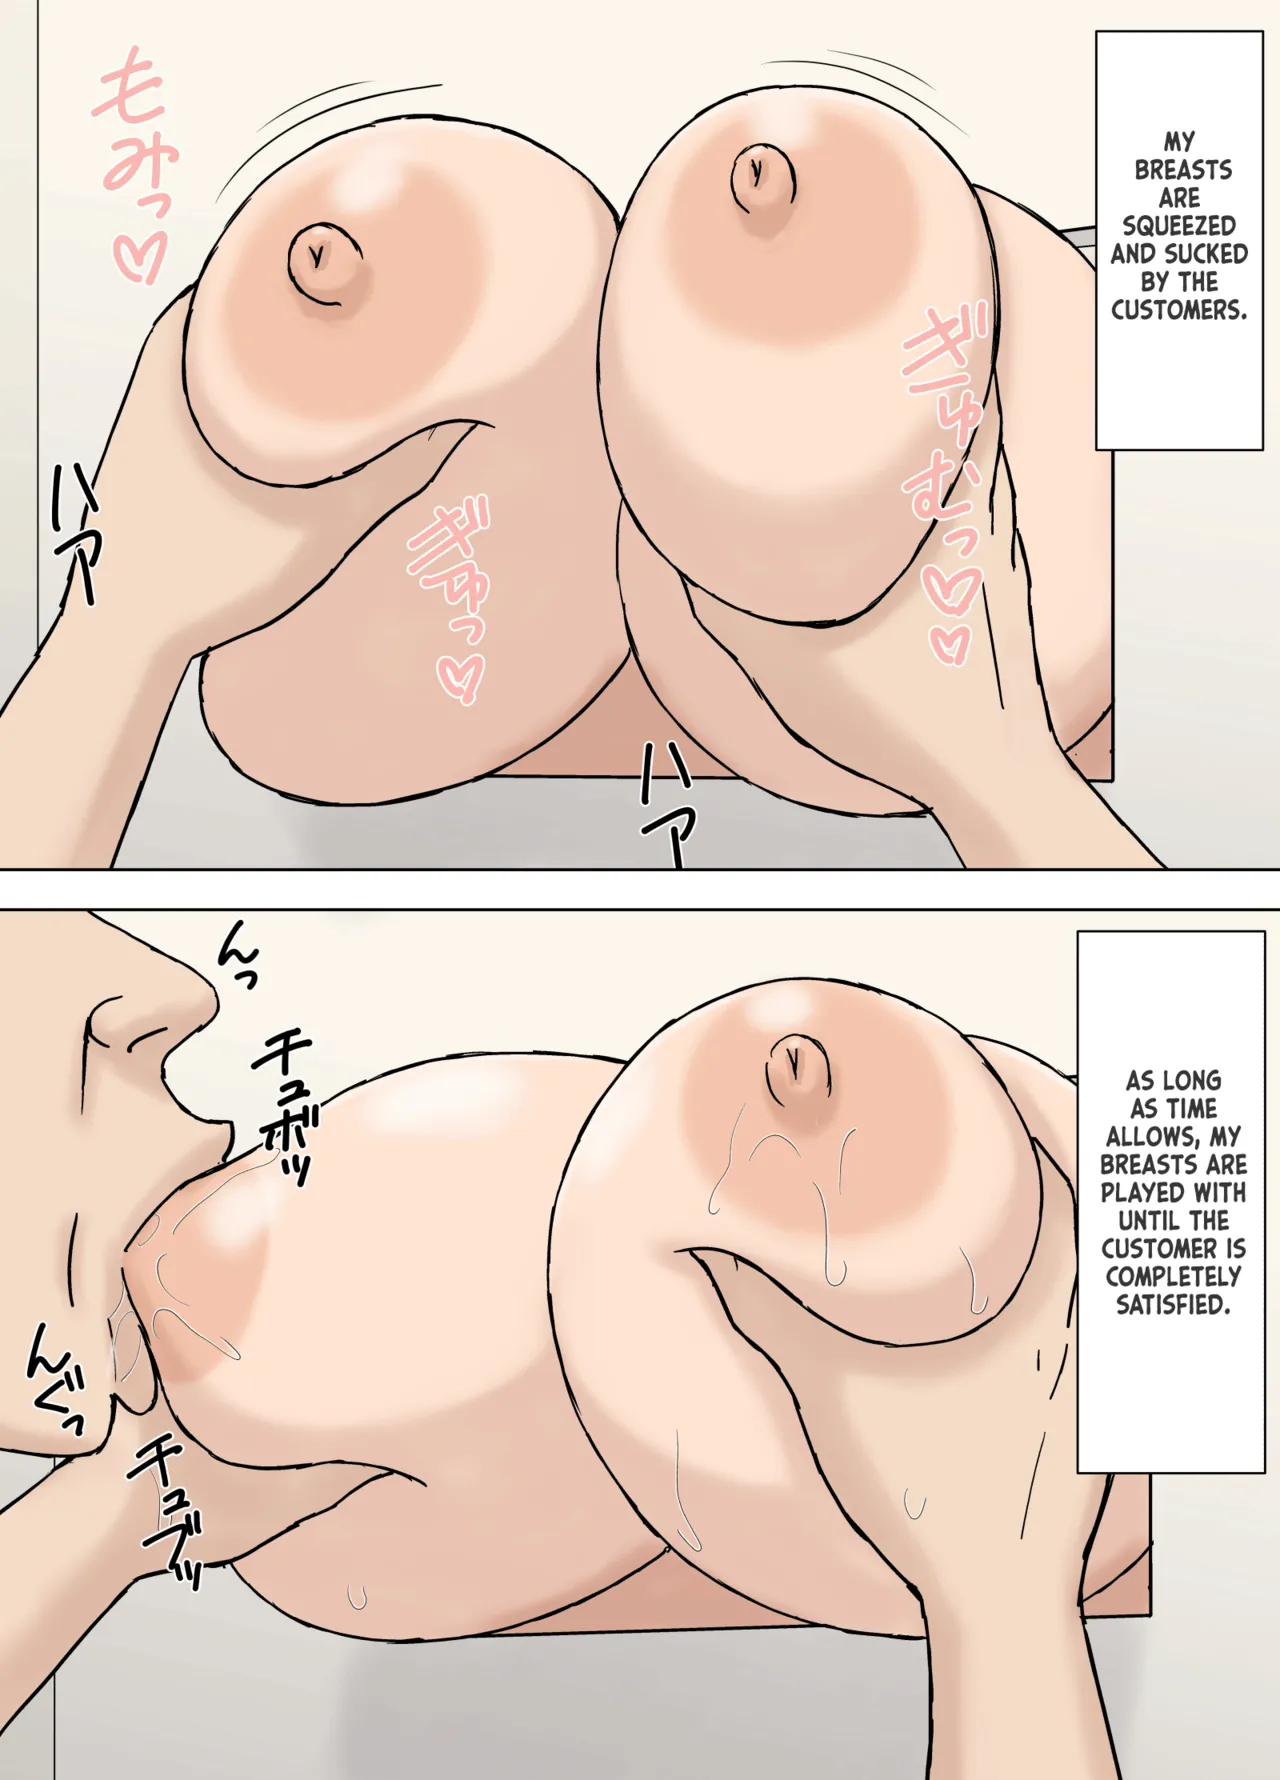 MY
BREASTS
ARE
SQUEEZED
AND SUCKED
BY THE
CUSTOMERS.
もみっ♡
ぎゅむっ♡♡
ぎゅっ♡
ハア
ハア
AS LONG
AS TIME
ALLOWS, MY
BREASTS ARE
PLAYED WITH
UNTIL THE
CUSTOMER IS
COMPLETELY
SATISFIED.
んっ
チュボッ
んぐっ
チュブッ